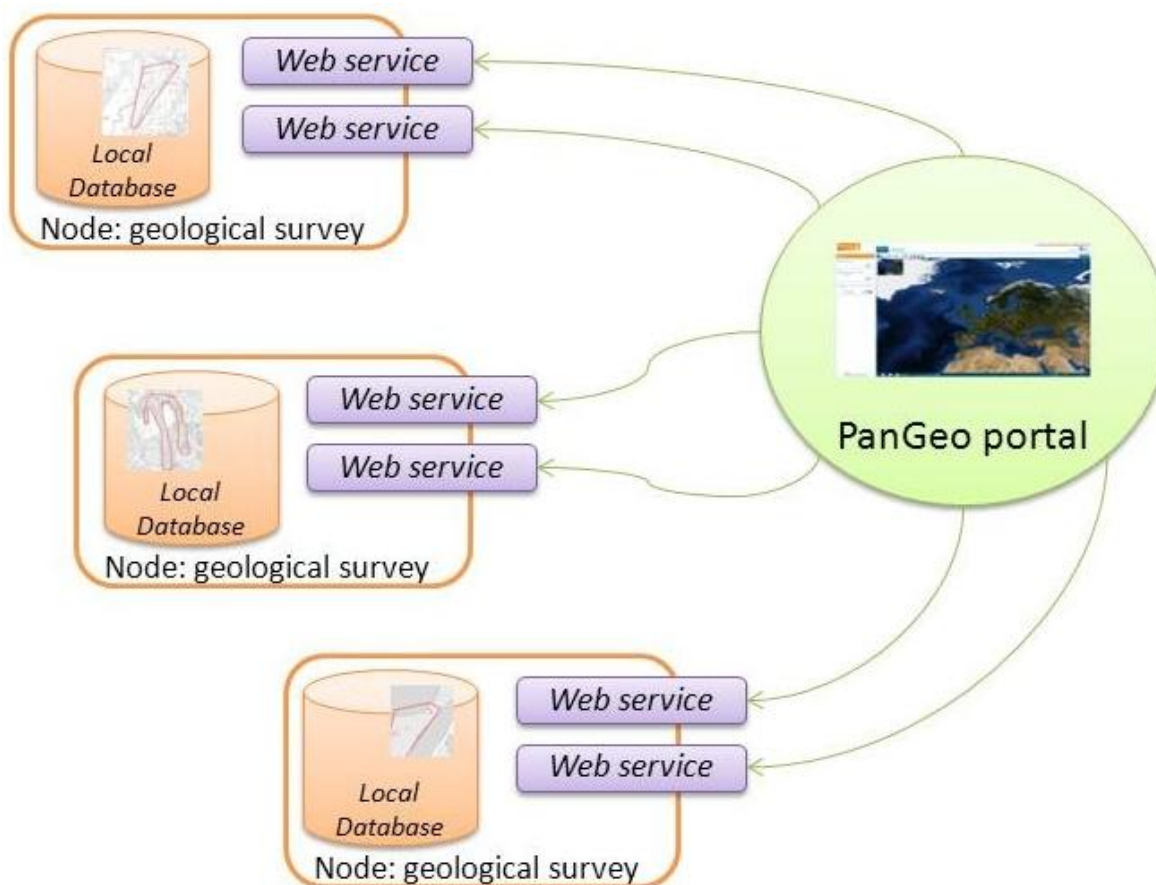 Web service
Web service
Local
Database
Node: geological survey
PanGeo portal
Web service
Web service
Local
Database
Node: geological survey
Web service
Web service
Local
Database
Node: geological survey